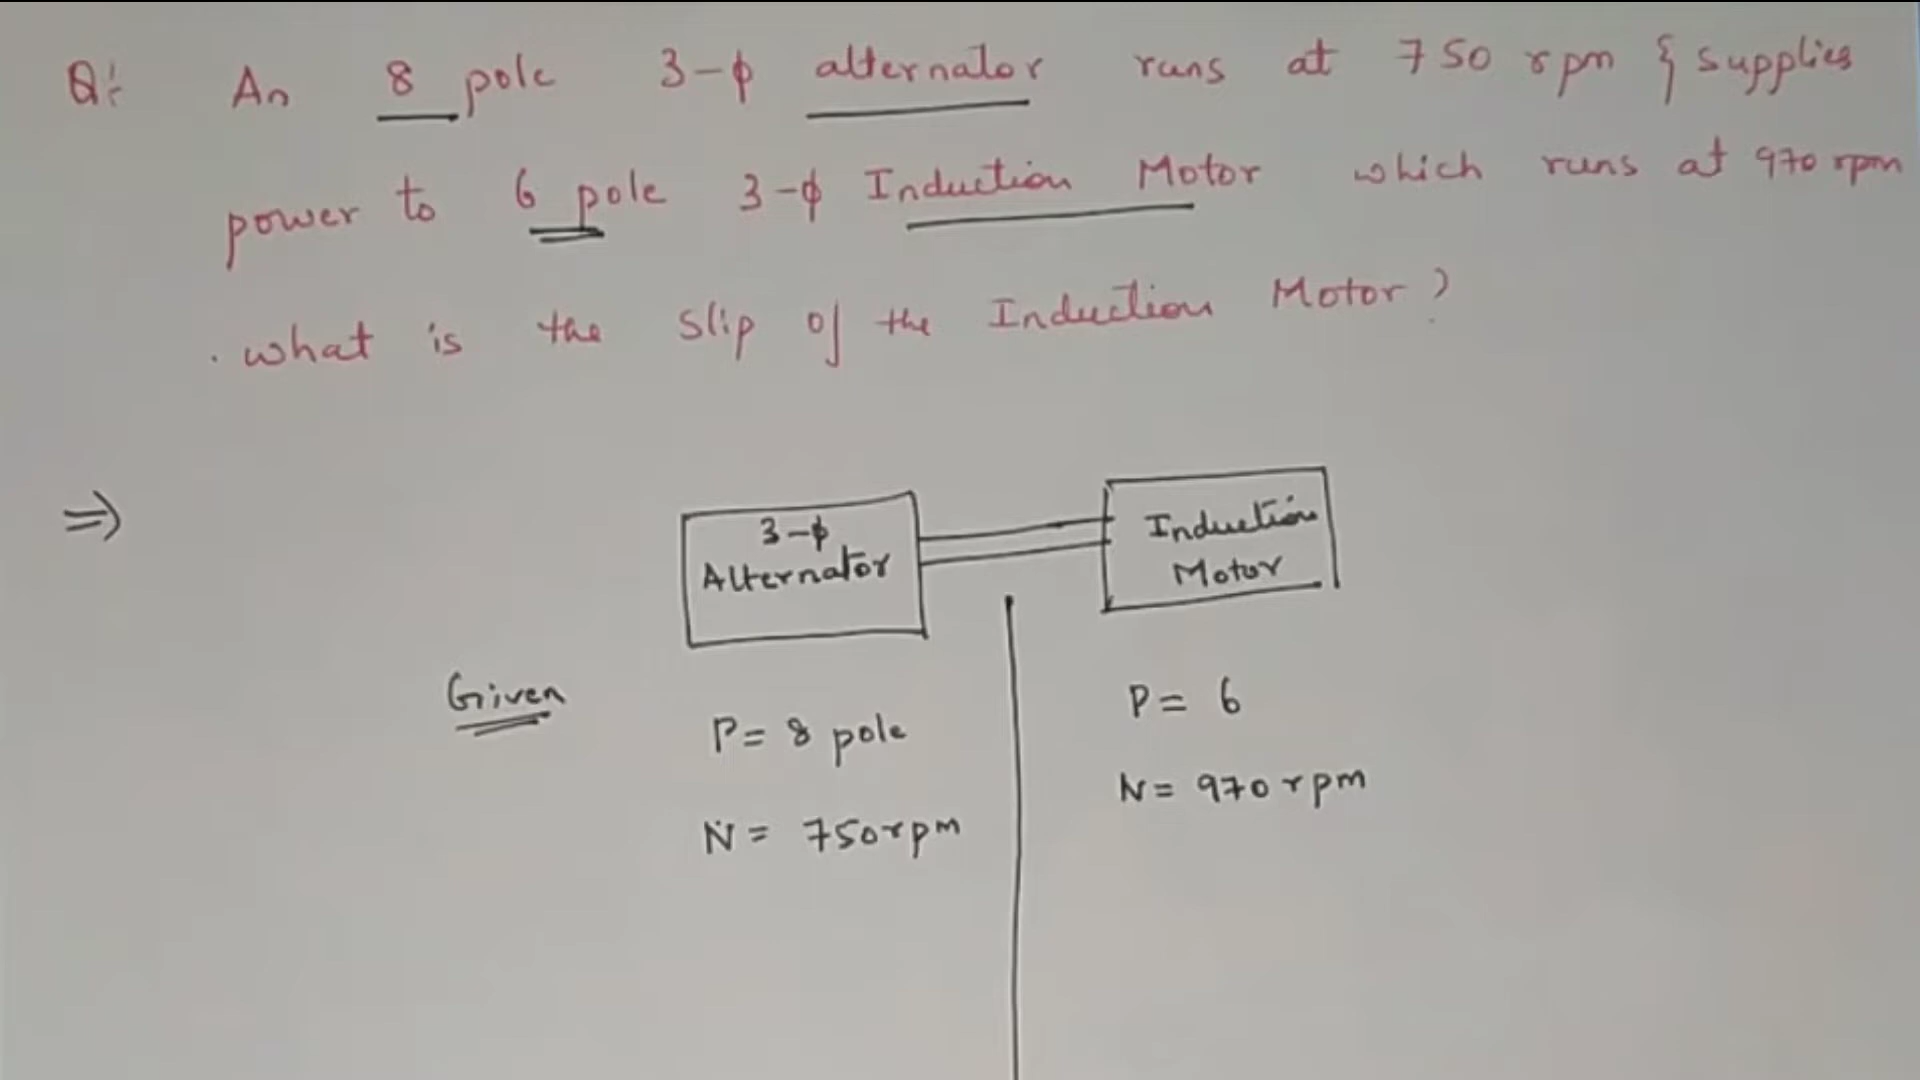 Q: An 8 pole 3-ϕ alternator runs at 750 rpm & supplies
power to 6 pole 3-ϕ Induction Motor which runs at 970 rpm
. what is the slip of the Induction Motor?
⇒
3-ϕ
Alternator
Induction
Motor
Given
P= 8 pole
N= 750rpm
P= 6
N= 970 rpm